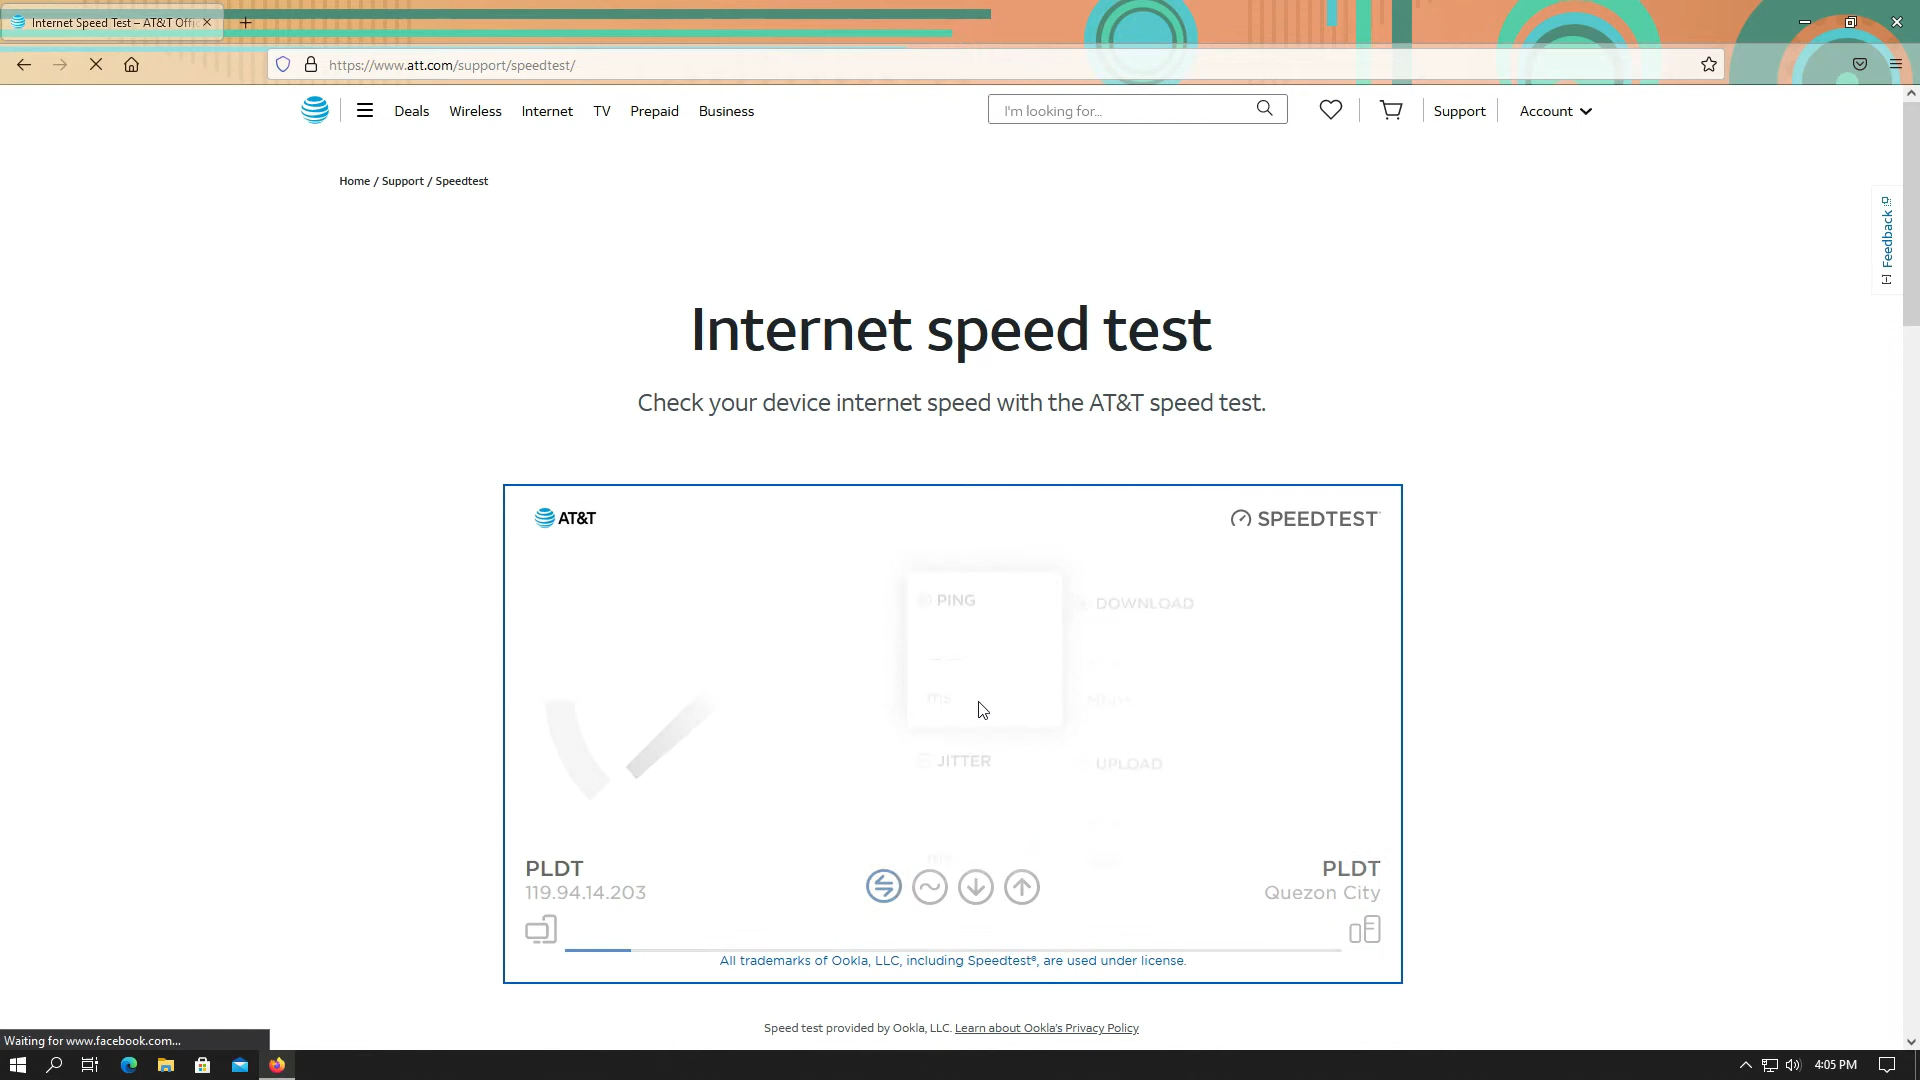 Internet Speed Test – AT&T Offi
https://www.att.com/support/speedtest/
Deals Wireless Internet TV Prepaid Business
I'm looking for...
Support Account
Home / Support / Speedtest
[-] Feedback
Internet speed test
Check your device internet speed with the AT&T speed test.
AT&T SPEEDTEST
PING DOWNLOAD
ms Mbps
JITTER UPLOAD
ms
PLDT PLDT
119.94.14.203 Quezon City
All trademarks of Ookla, LLC, including Speedtest®, are used under license.
Speed test provided by Ookla, LLC. Learn about Ookla's Privacy Policy
Waiting for www.facebook.com...
4:05 PM